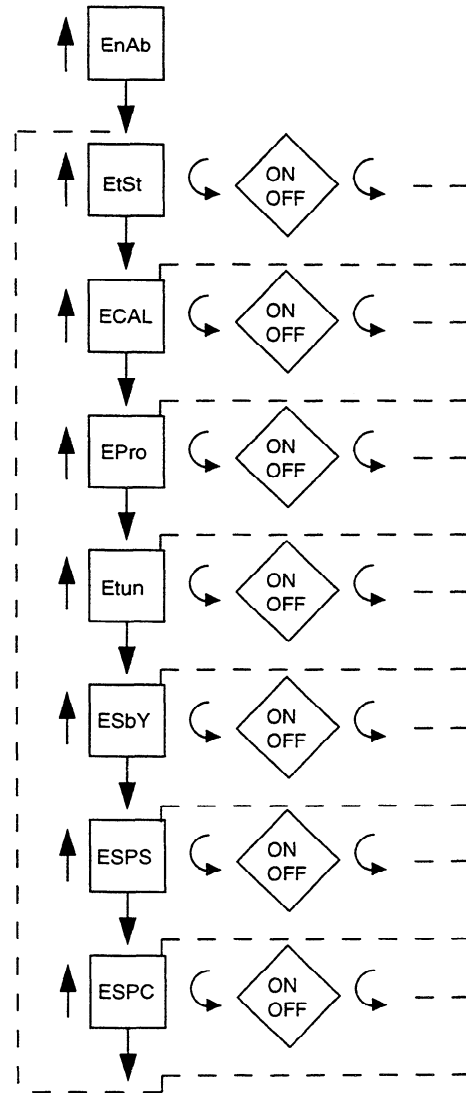 EnAb
EtSt
ON
OFF
ECAL
ON
OFF
EPro
ON
OFF
Etun
ON
OFF
ESbY
ON
OFF
ESPS
ON
OFF
ESPC
ON
OFF